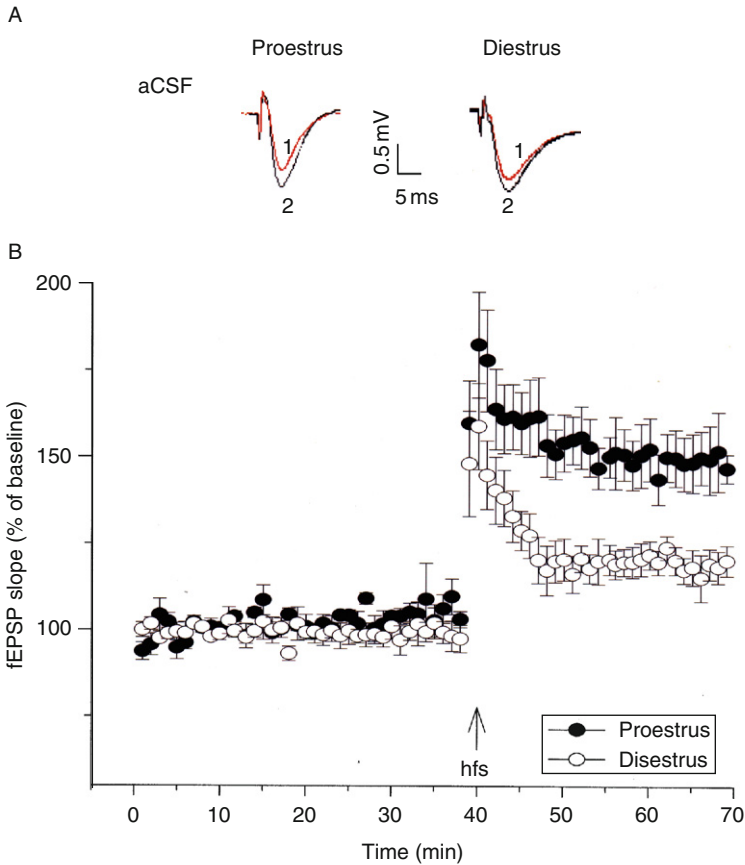 A
Proestrus
Diestrus
aCSF
1
2
0.5 mV
5 ms
1
2
B
200
150
100
fEPSP slope (% of baseline)
hfs
Proestrus
Disestrus
0 10 20 30 40 50 60 70
Time (min)